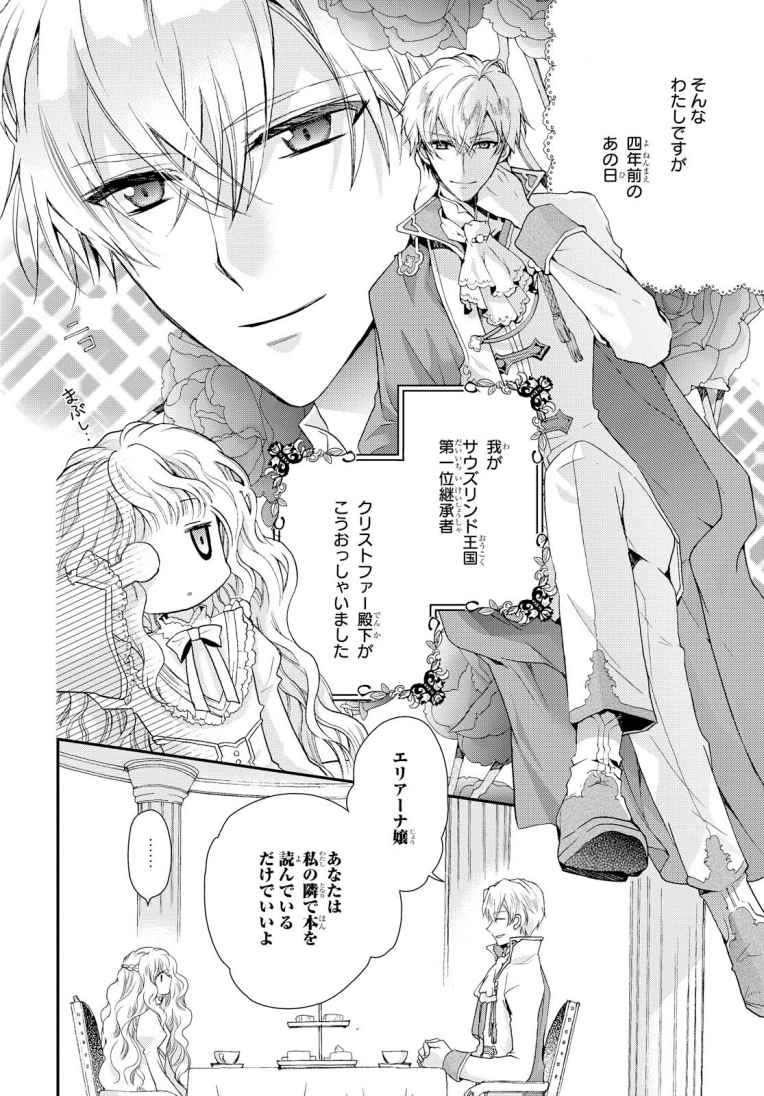 そんな
わたしですが
四年前の
あの日
ニコ
まぶし…
我が
サウズリンド王国
第一位継承者
クリストファー殿下が
こうおっしゃいました
エリアーナ嬢
あなたは
私の隣で本を
読んでいる
だけでいいよ
……